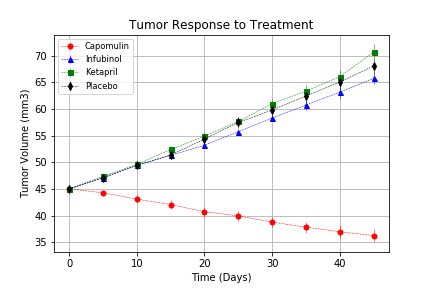 Tumor Response to Treatment
Capomulin
Infubinol
Ketapril
Placebo
Tumor Volume (mm3)
70
65
60
55
50
45
40
35
0 10 20 30 40
Time (Days)